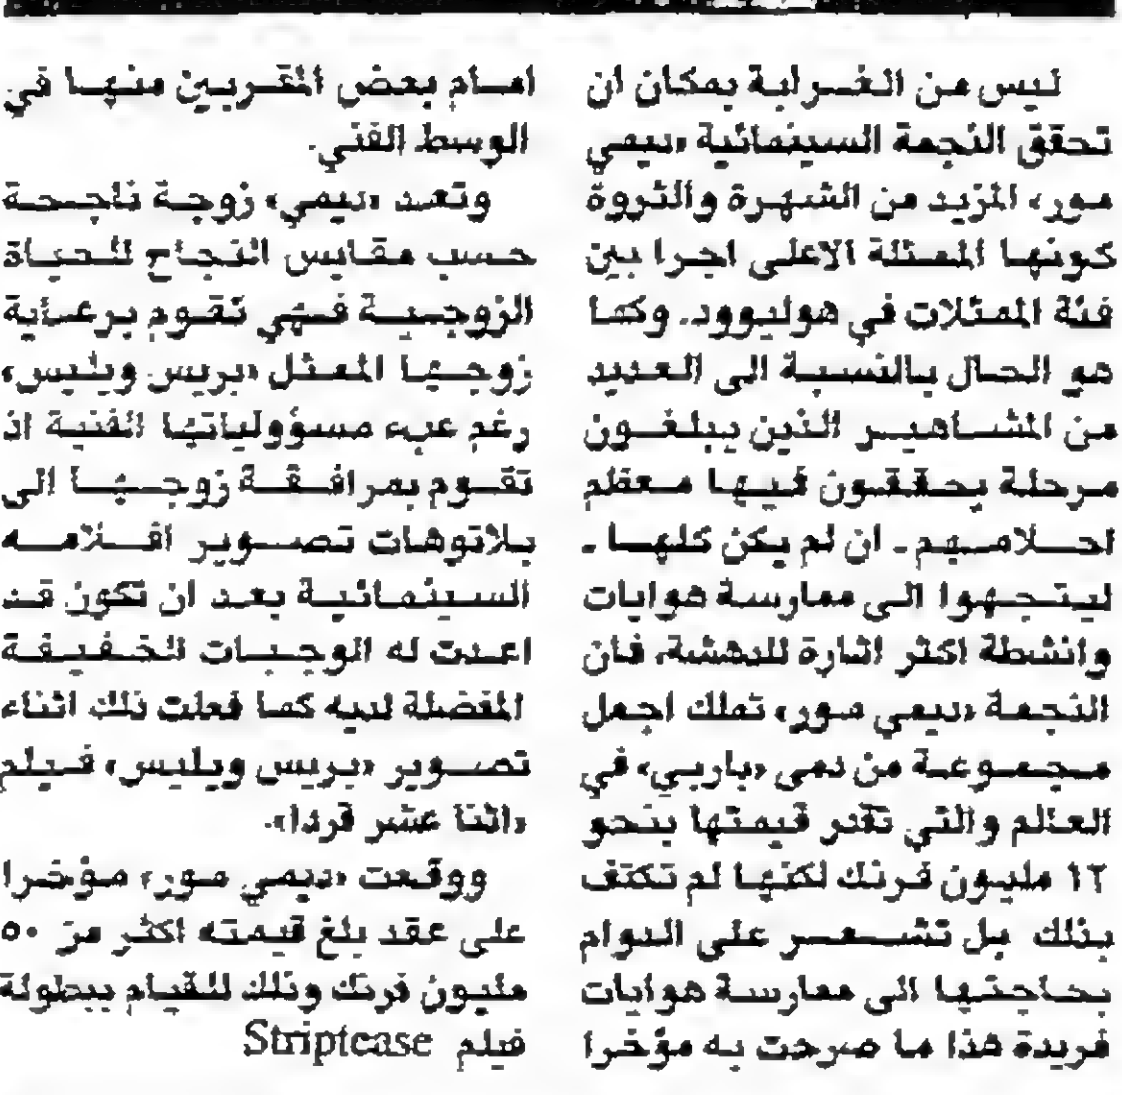 ليس من الغرابة بمكان ان
تحقق النجمة السينمائية «ديمي
مور» المزيد من الشهرة والثروة
كونها الممثلة الاعلى اجرا بين
فئة الممثلات في هوليوود. وكما
هو الحال بالنسبة الى العديد
من المشاهير الذين يبلغون
مرحلة يحققون فيها معظم
احلامهم - ان لم يكن كلها -
ليتجهوا الى ممارسة هوايات
وانشطة اكثر اثارة للدهشة، فان
النجمة «ديمي مور» تملك اجمل
مجموعة من دمى «باربي» في
العالم والتي تقدر قيمتها بنحو
١٢ مليون فرنك لكنها لم تكتف
بذلك بل تشعر على الدوام
بحاجتها الى ممارسة هوايات
فريدة هذا ما صرحت به مؤخرا
امام بعض المقربين منها في
الوسط الفني.
وتعد «ديمي» زوجة ناجحة
حسب مقايس النجاح للحياة
الزوجية فهي تقوم برعاية
زوجها الممثل «بريس ويليس»
رغم عبء مسؤولياتها الفنية اذ
تقوم بمرافقة زوجها الى
بلاتوهات تصوير افلامه
السينمائية بعد ان تكون قد
اعدت له الوجبات الخفيفة
المفضلة لديه كما فعلت ذلك اثناء
تصوير «بريس ويليس» فيلم
«اثنا عشر قردا».
ووقعت «ديمي مور» مؤخرا
على عقد بلغ قيمته اكثر من ٥٠
مليون فرنك وذلك للقيام ببطولة
فيلم Striptease